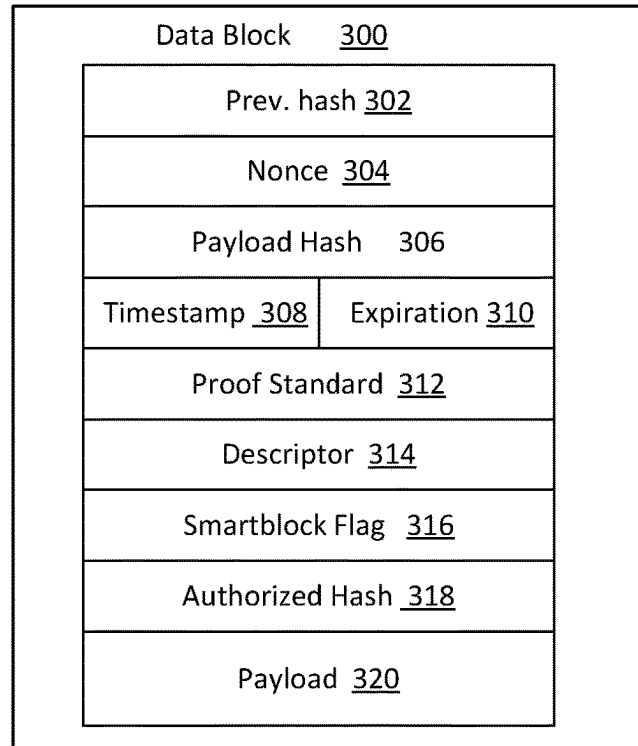 Data Block 300
Prev. hash 302
Nonce 304
Payload Hash 306
Timestamp 308 Expiration 310
Proof Standard 312
Descriptor 314
Smartblock Flag 316
Authorized Hash 318
Payload 320